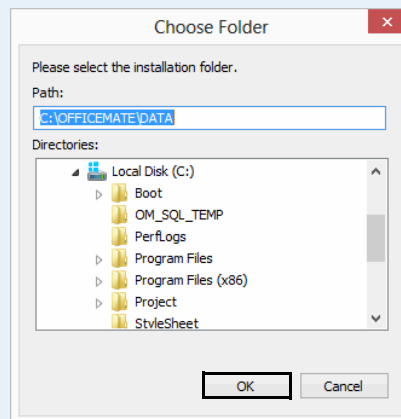 Choose Folder
Please select the installation folder.
Path:
C:\OFFICEMATE\DATA
Directories:
Local Disk (C:)
Boot
OM_SQL_TEMP
PerfLogs
Program Files
Program Files (x86)
Project
StyleSheet
OK Cancel